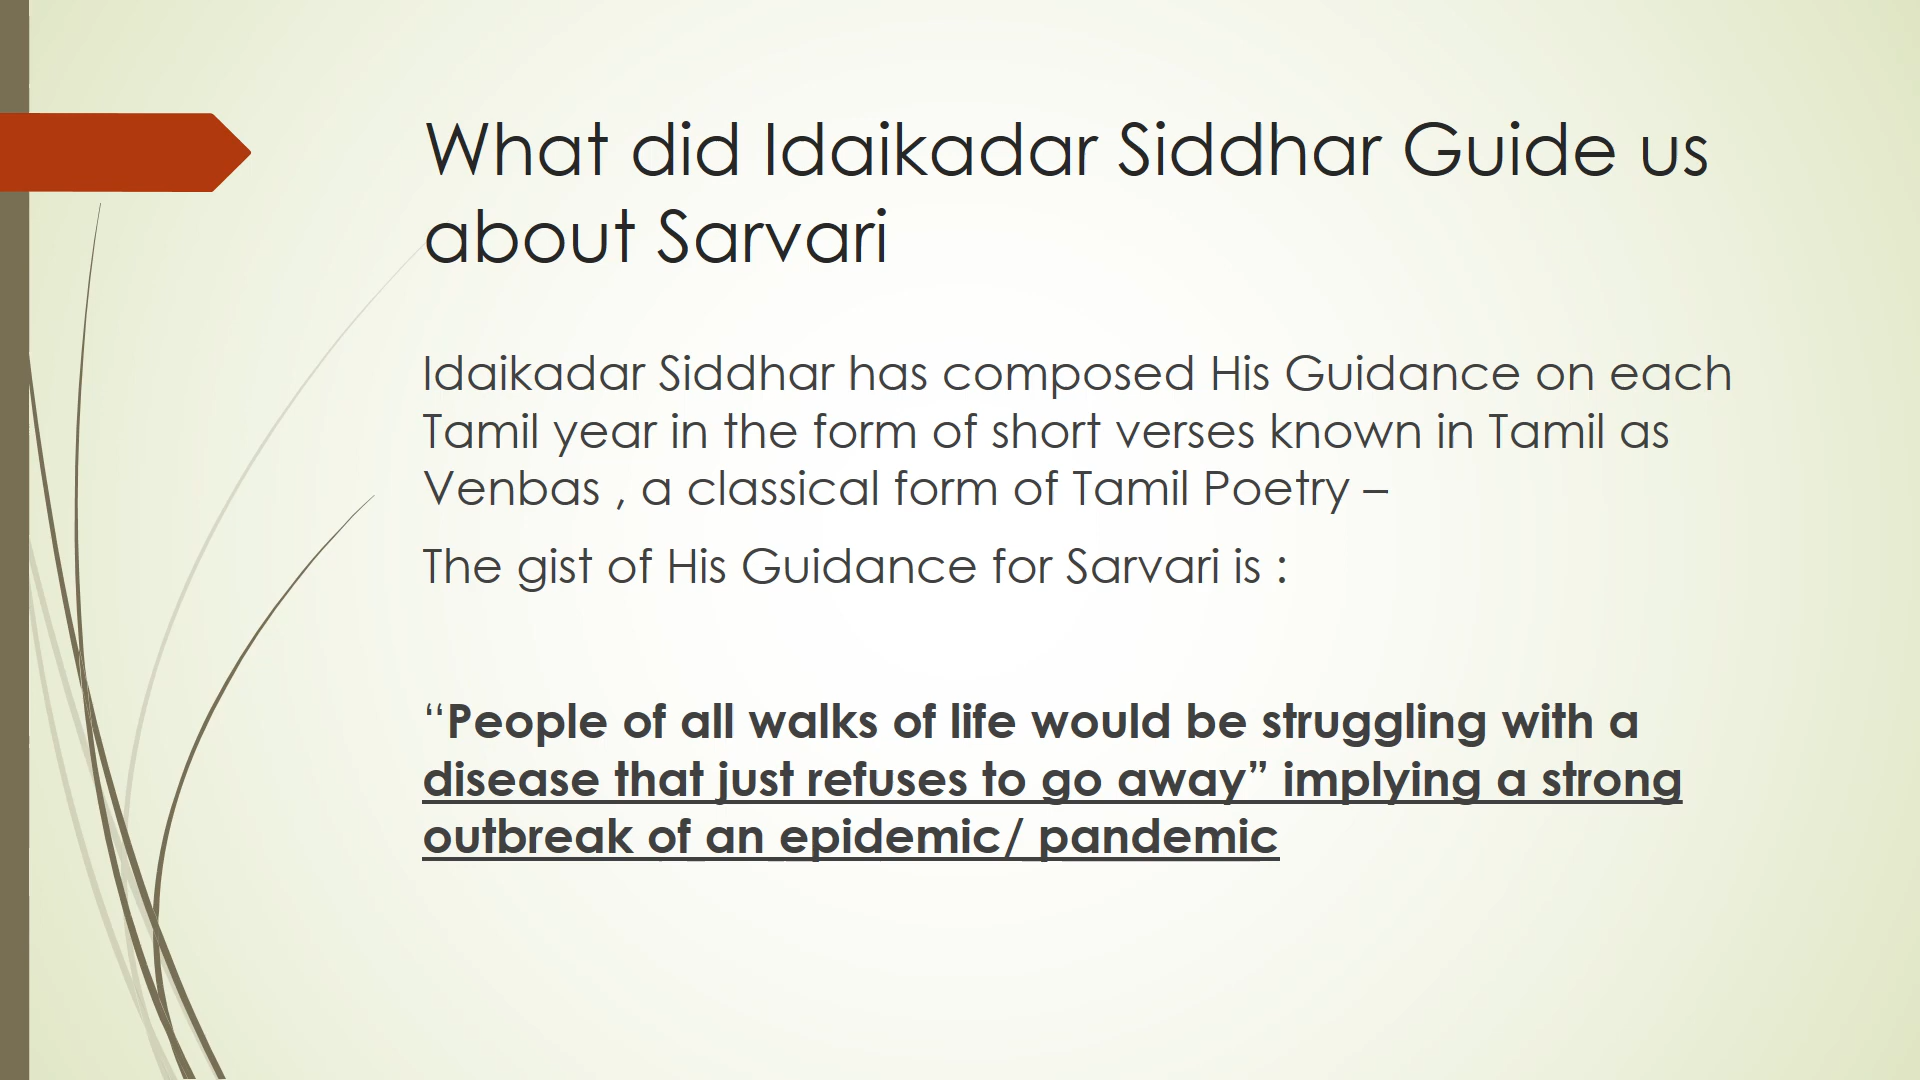 What did Idaikadar Siddhar Guide us
about Sarvari
Idaikadar Siddhar has composed His Guidance on each
Tamil year in the form of short verses known in Tamil as
Venbas , a classical form of Tamil Poetry –
The gist of His Guidance for Sarvari is :
“People of all walks of life would be struggling with a
disease that just refuses to go away” implying a strong
outbreak of an epidemic/ pandemic